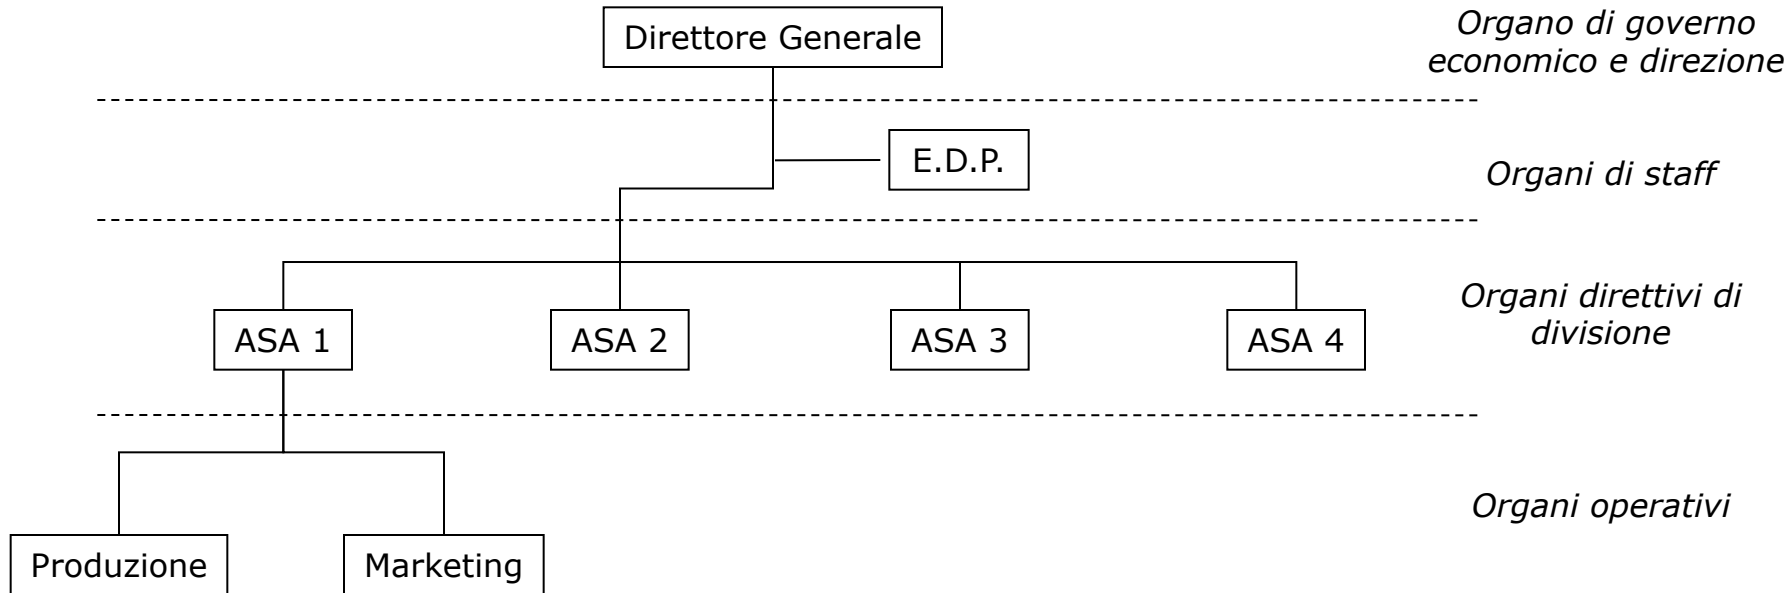 Direttore Generale
Organo di governo
economico e direzione
E.D.P.
Organi di staff
Organi direttivi di
divisione
ASA 1
ASA 2
ASA 3
ASA 4
Organi operativi
Produzione
Marketing